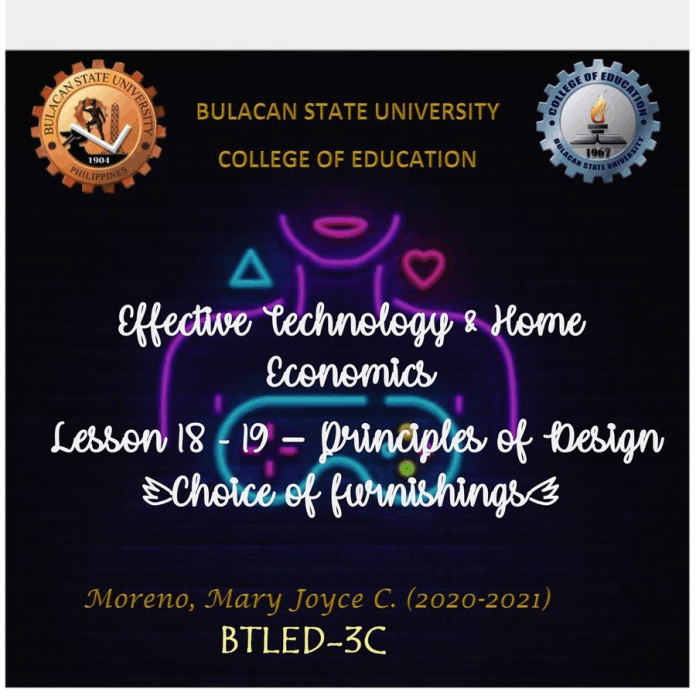 BULACAN STATE UNIVERSITY
1904
PHILIPPINES
BULACAN STATE UNIVERSITY
COLLEGE OF EDUCATION
COLLEGE OF EDUCATION
1967
BULACAN STATE UNIVERSITY
Effective Technology & Home
Economics
Lesson 18 - 19 – Principles of Design
Choice of furnishings
Moreno, Mary Joyce C. (2020-2021)
BTLED-3C